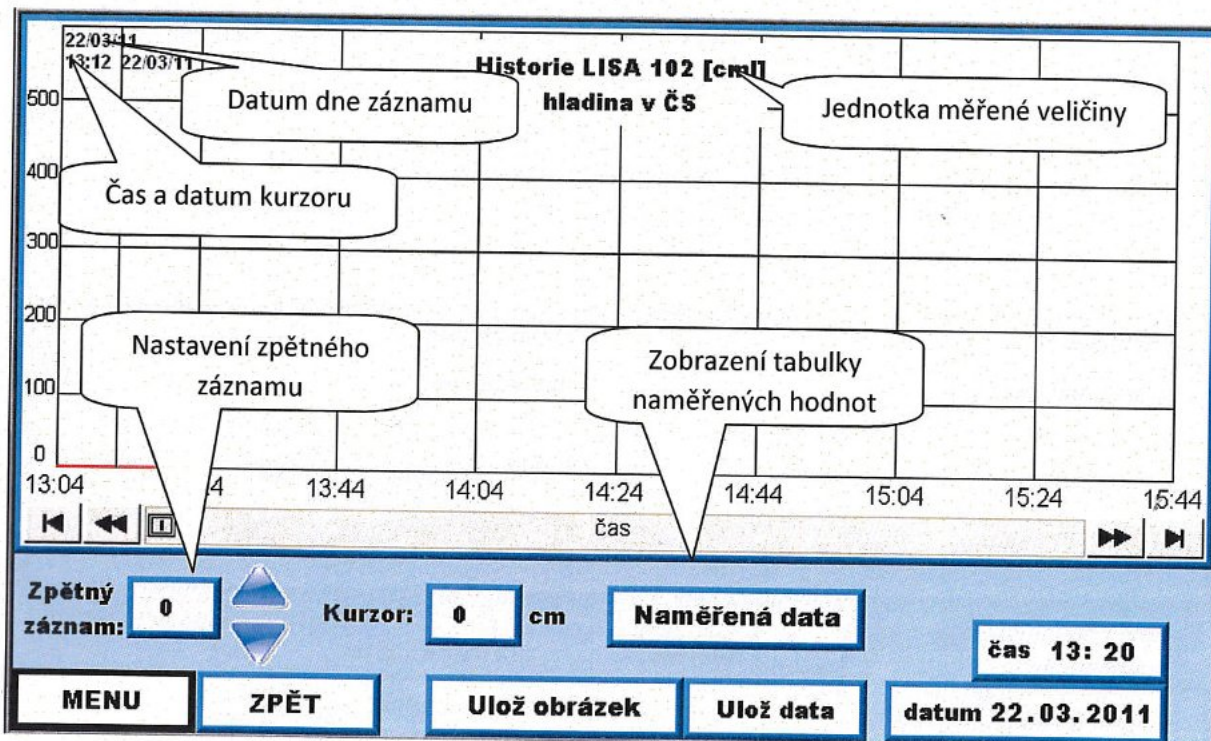 22/03/11
13:12 22/03/11
Historie LISA 102 [cml]
hladina v ČS
Datum dne záznamu
Jednotka měřené veličiny
Čas a datum kurzoru
500
400
300
200
100
0
Nastavení zpětného
záznamu
Zobrazení tabulky
naměřených hodnot
13:04
13:44
14:04
14:24
14:44
15:04
15:24
15:44
čas
Zpětný
záznam:
0
Kurzor: 0 cm
Naměřená data
čas 13: 20
MENU
ZPĚT
Ulož obrázek
Ulož data
datum 22.03.2011